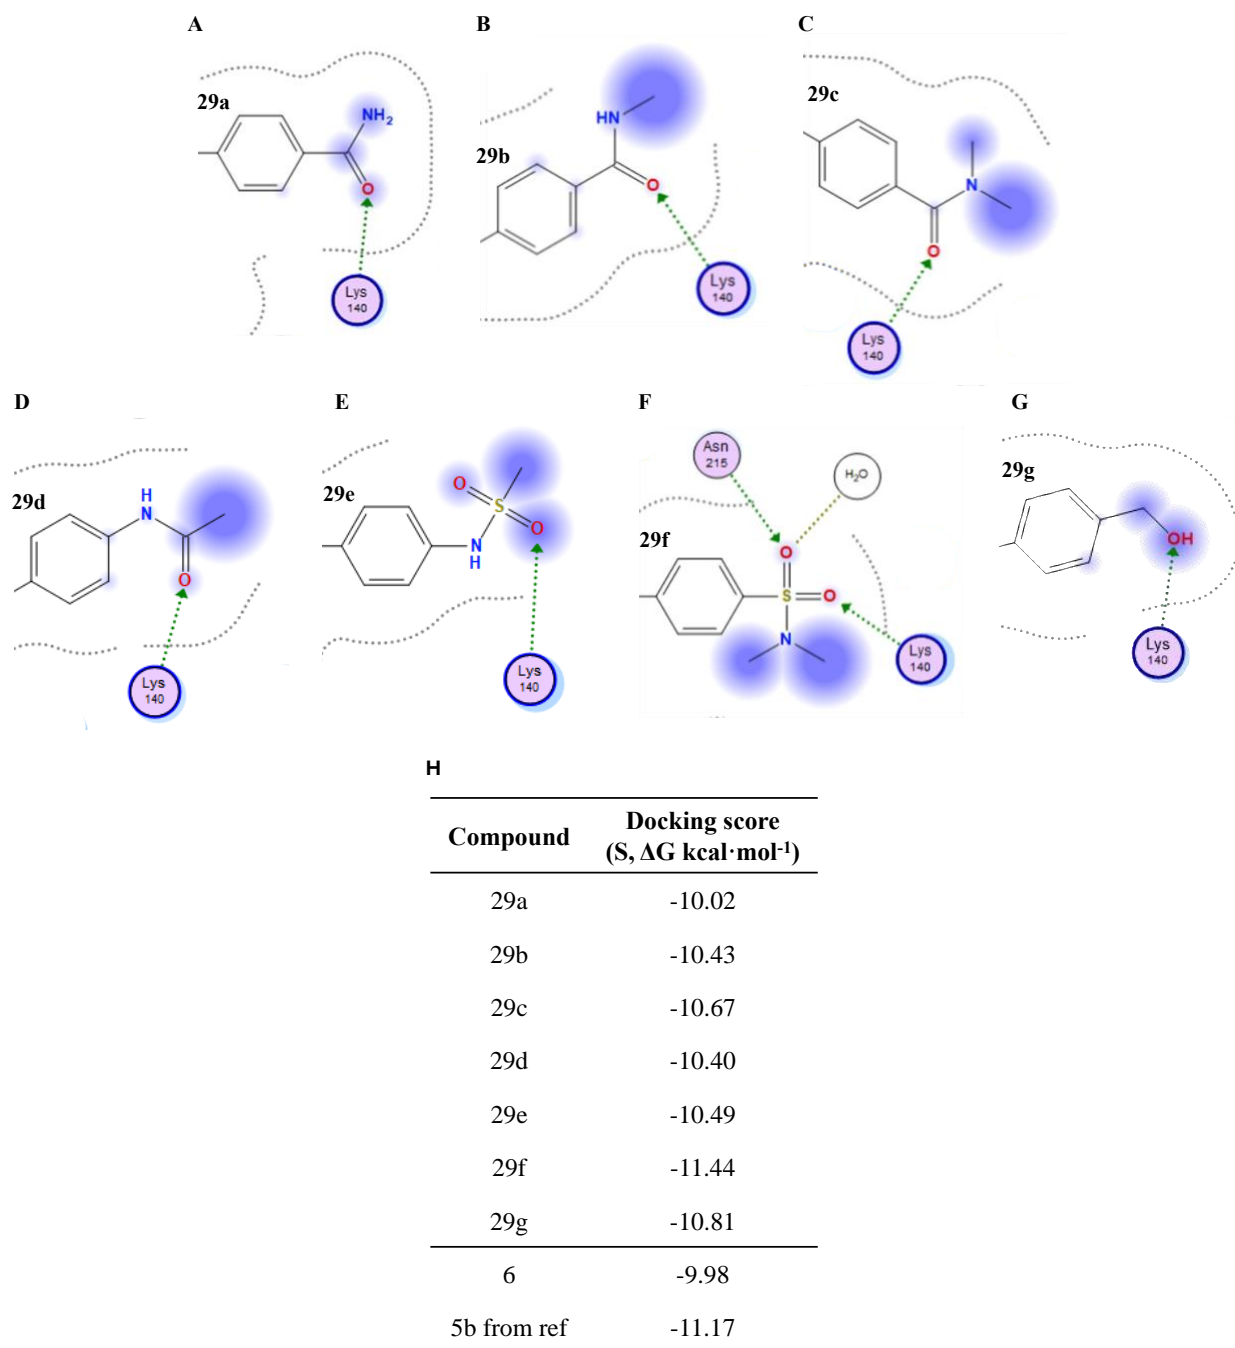 A
B
C
29a
NH2
O
Lys
140
29b
HN
O
Lys
140
29c
N
O
Lys
140
D
E
F
G
29d
H
N
O
Lys
140
29e
O
S
O
N
H
Lys
140
Asn
215
H2O
29f
O
S
O
N
Lys
140
29g
OH
Lys
140
H
Compound
Docking score
(S, ΔG kcal·mol-1)
29a -10.02
29b -10.43
29c -10.67
29d -10.40
29e -10.49
29f -11.44
29g -10.81
6 -9.98
5b from ref -11.17